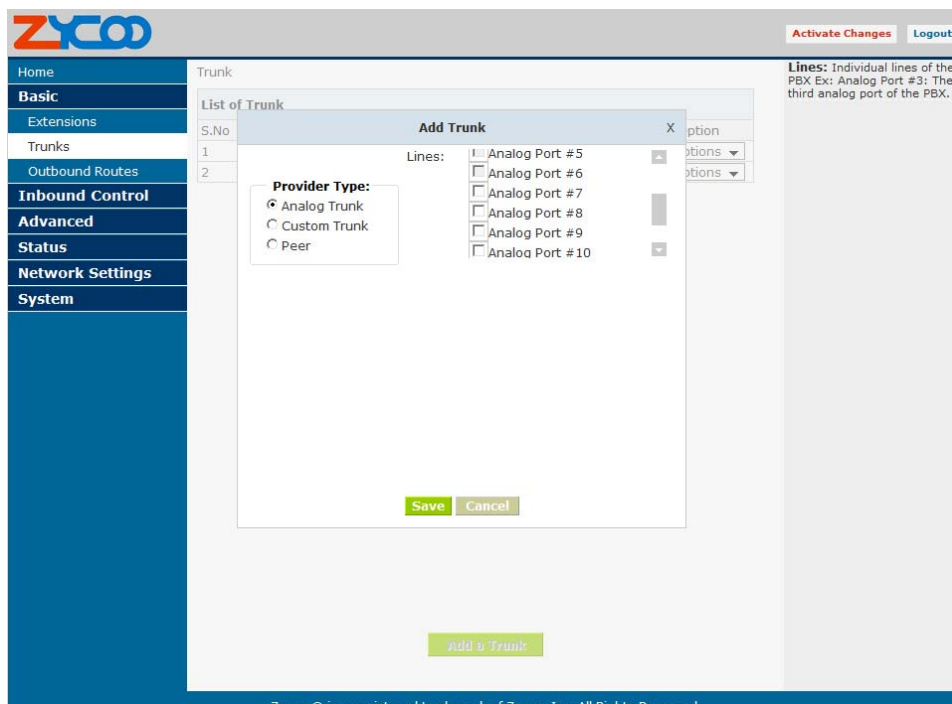 ZYCOO
Activate Changes
Logout
Home
Basic
Extensions
Trunks
Outbound Routes
Inbound Control
Advanced
Status
Network Settings
System
Trunk
List of Trunk
S.No
1
2
ption
ptions
ptions
Add Trunk X
Lines:
Analog Port #5
Analog Port #6
Analog Port #7
Analog Port #8
Analog Port #9
Analog Port #10
Provider Type:
Analog Trunk
Custom Trunk
Peer
Save
Cancel
Add a Trunk
Lines: Individual lines of the
PBX Ex: Analog Port #3: The
third analog port of the PBX.